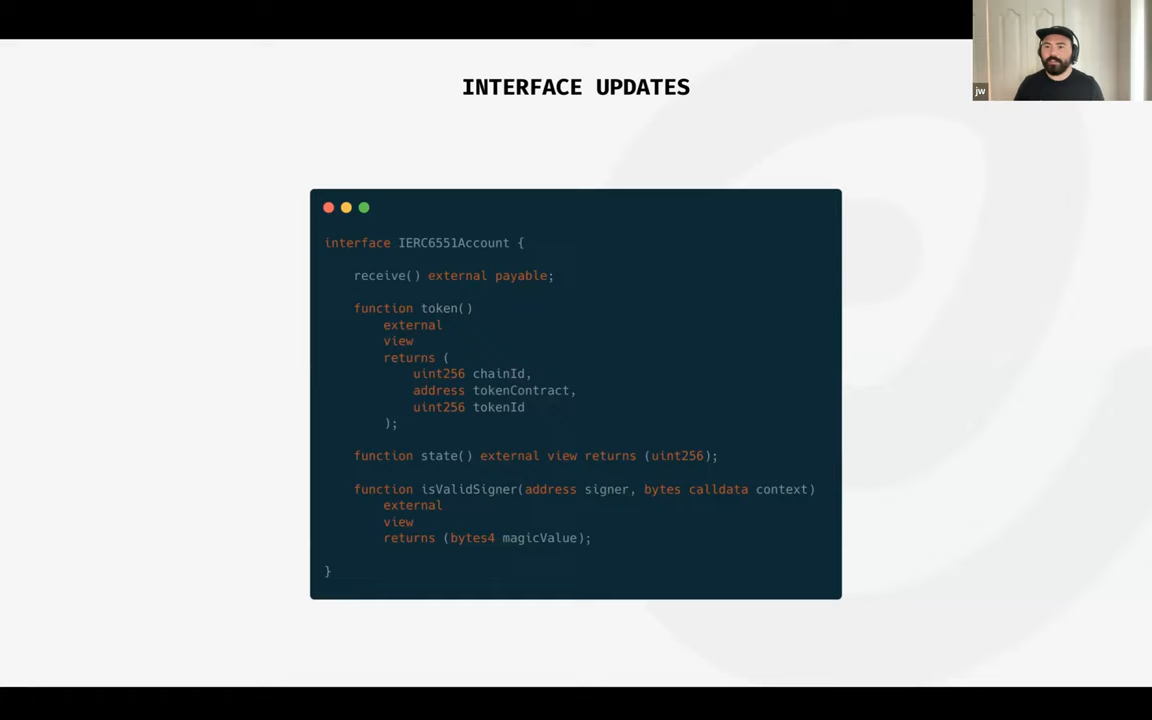 INTERFACE UPDATES
jw
interface IERC6551Account {
receive() external payable;
function token()
external
view
returns (
uint256 chainId,
address tokenContract,
uint256 tokenId
);
function state() external view returns (uint256);
function isValidSigner(address signer, bytes calldata context)
external
view
returns (bytes4 magicValue);
}